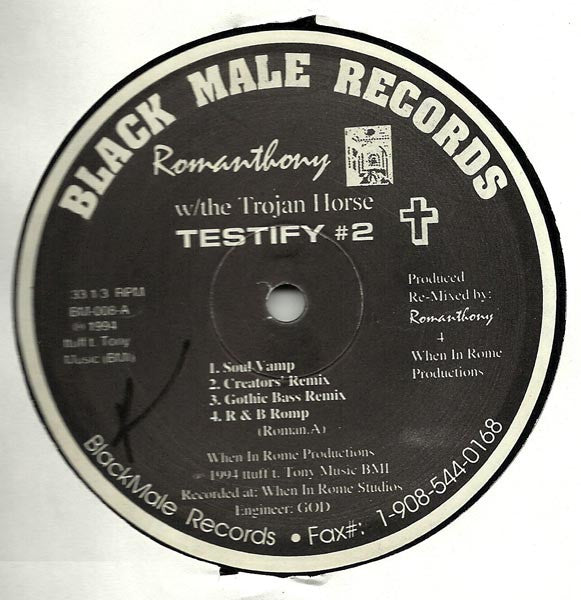 BLACK MALE RECORDS
Romanthony
w/the Trojan Horse
TESTIFY #2
33 1 3 RPM
BM-006-A
℗ 1994
ttuff t. Tony
Music (BMI)
Produced
Re-Mixed by:
Romanthony
4
When In Rome
Productions
1. Soul Vamp
2. Creators' Remix
3. Gothic Bass Remix
4. R & B Romp
(Roman.A)
When In Rome Productions
℗ 1994 ttuff t. Tony Music BMI
Recorded at: When In Rome Studios
Engineer: GOD
BlackMale Records • Fax#: 1-908-544-0168